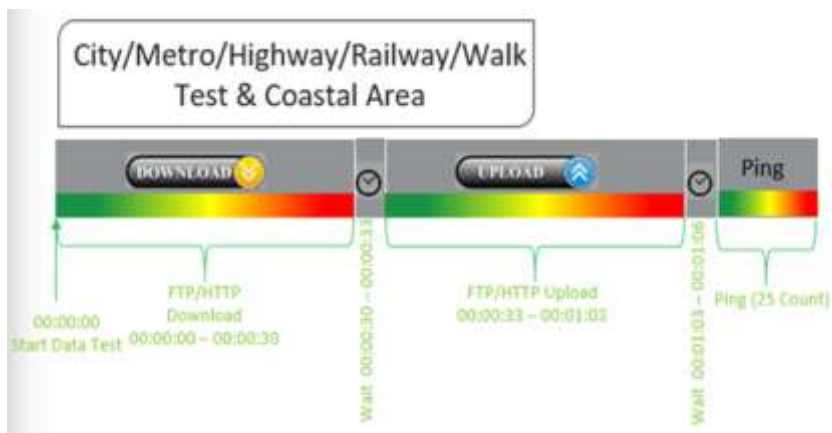 City/Metro/Highway/Railway/Walk
Test & Coastal Area
DOWNLOAD
UPLOAD
Ping
00:00:00
Start Data Test
FTP/HTTP
Download
00:00:00 – 00:00:30
Wait 00:00:30 – 00:00:33
FTP/HTTP Upload
00:00:33 – 00:01:03
Wait 00:01:03 – 00:01:06
Ping (25 Count)